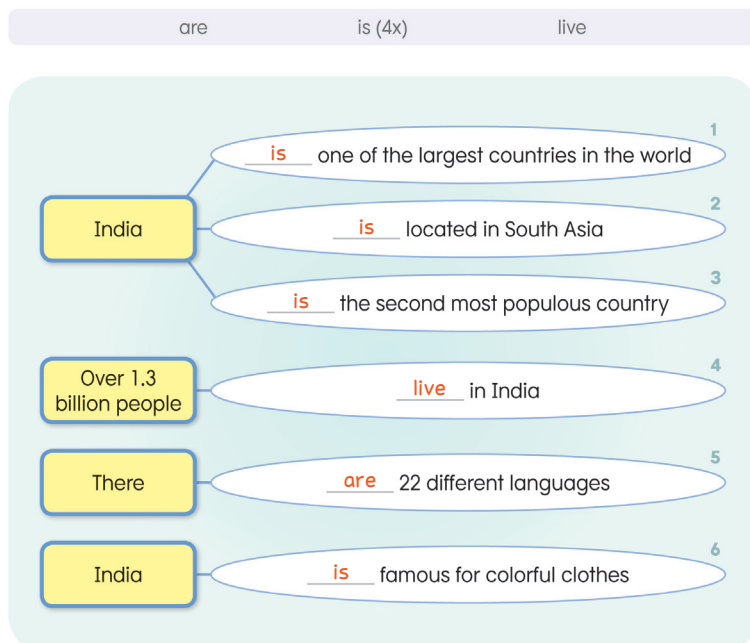 are is (4x) live
1
is one of the largest countries in the world
2
India
is located in South Asia
3
is the second most populous country
4
Over 1.3
billion people
live in India
5
There
are 22 different languages
6
India
is famous for colorful clothes